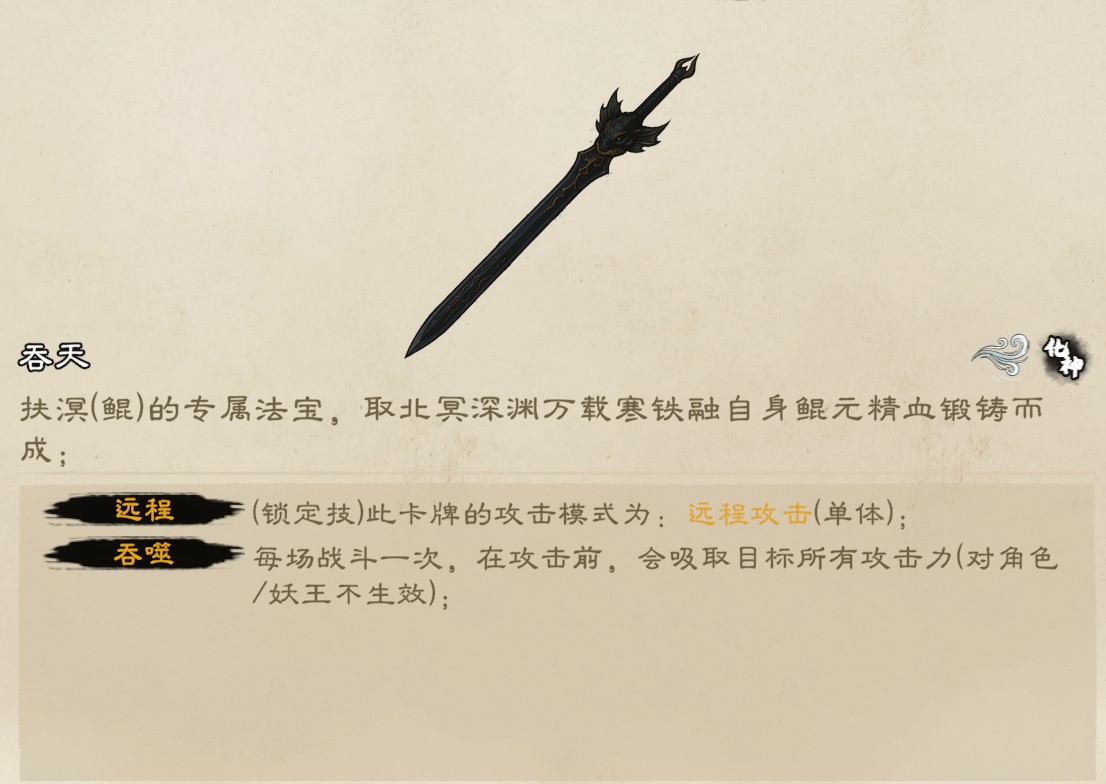 吞天
化神
扶溟(鲲)的专属法宝，取北冥深渊万载寒铁融自身鲲元精血锻铸而
成；
远程 (锁定技)此卡牌的攻击模式为：远程攻击(单体)；
吞噬 每场战斗一次，在攻击前，会吸取目标所有攻击力(对角色
/妖王不生效)；